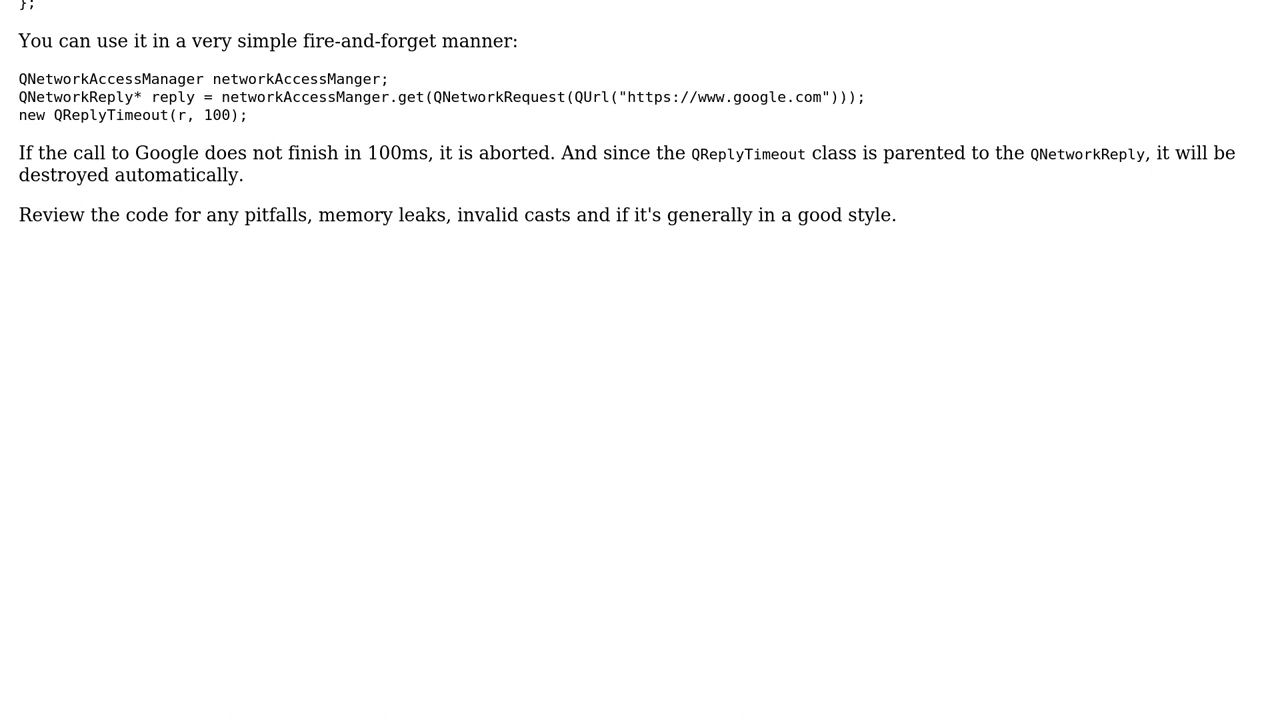 };
You can use it in a very simple fire-and-forget manner:
QNetworkAccessManager networkAccessManger;
QNetworkReply* reply = networkAccessManger.get(QNetworkRequest(QUrl("https://www.google.com")));
new QReplyTimeout(r, 100);
If the call to Google does not finish in 100ms, it is aborted. And since the QReplyTimeout class is parented to the QNetworkReply, it will be
destroyed automatically.
Review the code for any pitfalls, memory leaks, invalid casts and if it's generally in a good style.